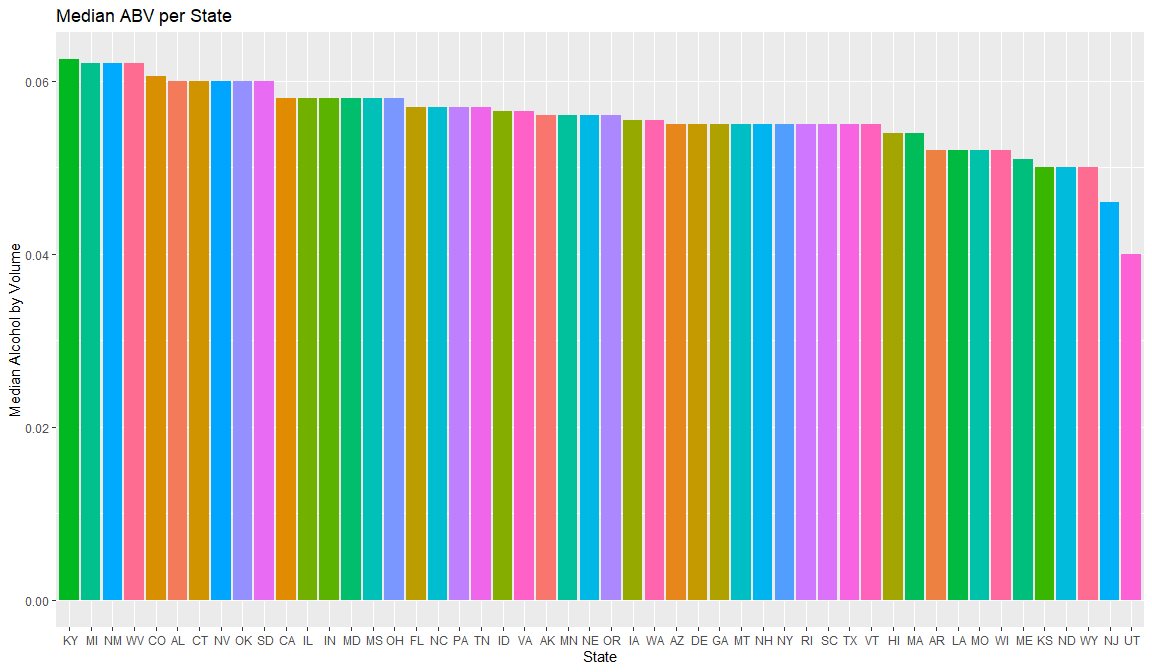 Median ABV per State
Median Alcohol by Volume
0.06
0.04
0.02
0.00
KY MI NM WV CO AL CT NV OK SD CA IL IN MD MS OH FL NC PA TN ID VA AK MN NE OR IA WA AZ DE GA MT NH NY RI SC TX VT HI MA AR LA MO WI ME KS ND WY NJ UT
State